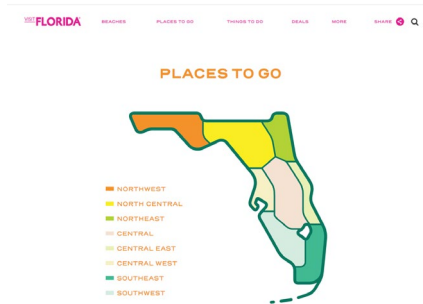 VISIT FLORIDA
BEACHES
PLACES TO GO
THINGS TO DO
DEALS
MORE
SHARE
PLACES TO GO
NORTHWEST
NORTH CENTRAL
NORTHEAST
CENTRAL
CENTRAL EAST
CENTRAL WEST
SOUTHEAST
SOUTHWEST